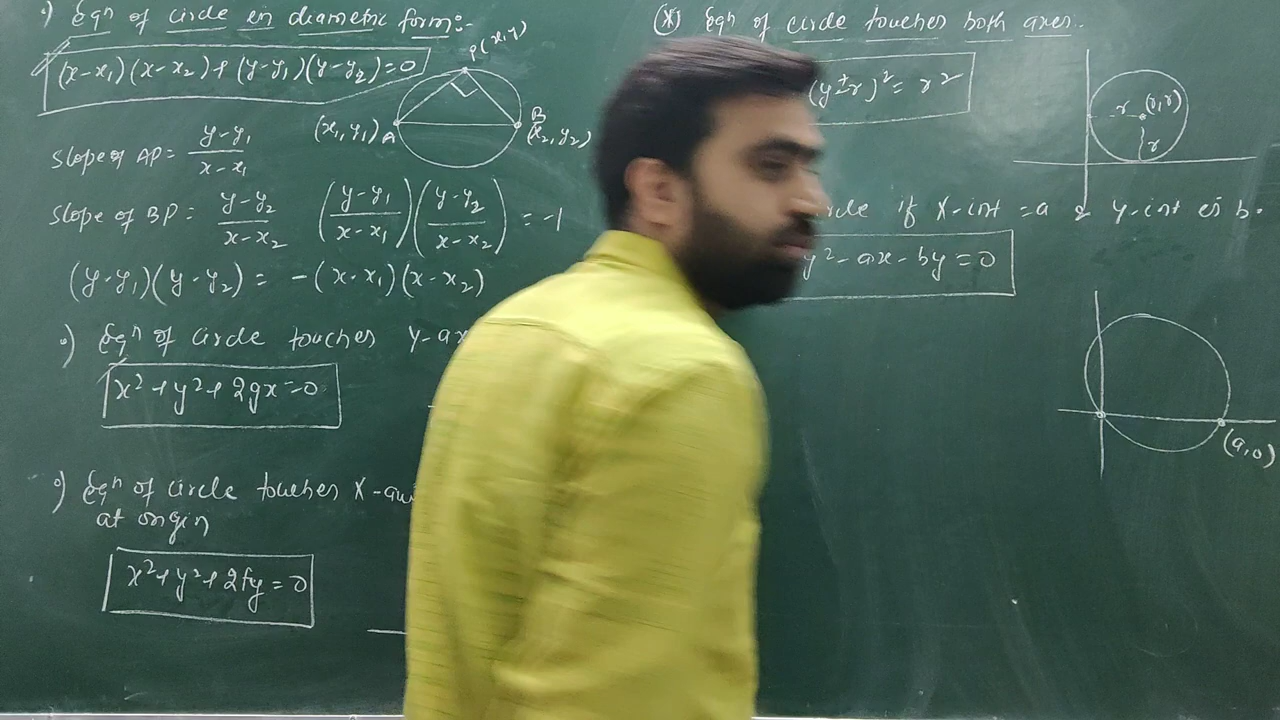 •) Eqn of circle in diametric form:-
(x-x₁)(x-x₂)+(y-y₁)(y-y₂)=0
P(x,y)
(x₁,y₁) A
B
(x₂,y₂)
Slope of AP = y-y₁/x-x₁
Slope of BP = y-y₂/x-x₂ (y-y₁/x-x₁)(y-y₂/x-x₂) = -1
(y-y₁)(y-y₂) = -(x-x₁)(x-x₂)
•) Eqn of circle touches Y-ax
x²+y²+2gx=0
•) Eqn of circle touches X-axi
at origin
x²+y²+2fy=0
(*) Eqn of circle touches both axes.
(y±r)²=r²
r (r,r)
r
rcle if X-int =a & y-int is b.
y²-ax-by=0
(a,0)